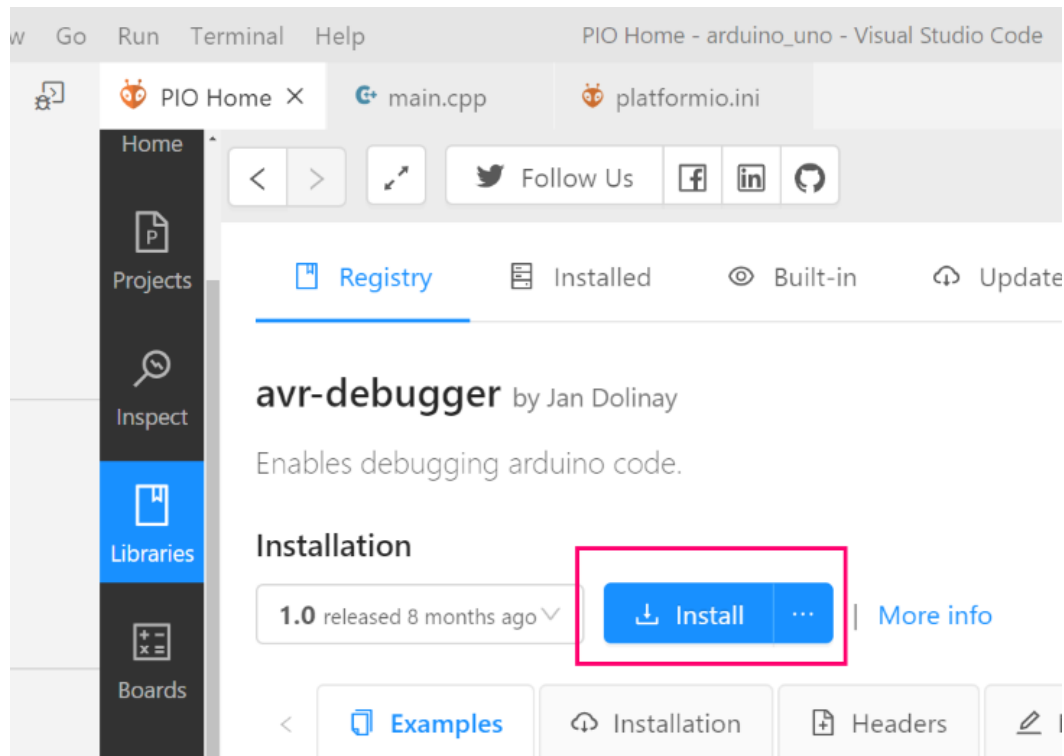 Go Run Terminal Help PIO Home - arduino_uno - Visual Studio Code
PIO Home main.cpp platformio.ini
Home
Follow Us
Projects
Registry Installed Built-in Update
Inspect
avr-debugger by Jan Dolinay
Enables debugging arduino code.
Libraries
Installation
1.0 released 8 months ago Install ... | More info
Boards
Examples Installation Headers